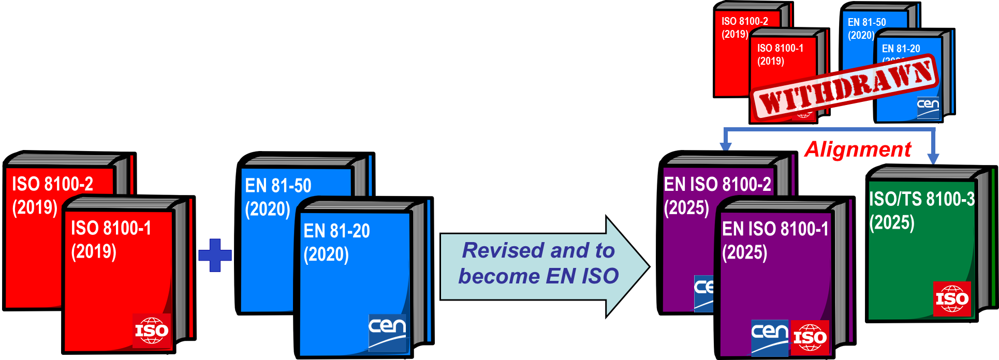 ISO 8100-2
(2019)
ISO 8100-1
(2019)
ISO
EN 81-50
(2020)
EN 81-20
(2020)
cen
Revised and to
become EN ISO
ISO 8100-2
(2019)
ISO 8100-1
(2019)
EN 81-50
(2020)
EN 81-20
WITHDRAWN
cen
Alignment
EN ISO 8100-2
(2025)
EN ISO 8100-1
(2025)
cen
ISO
ISO/TS 8100-3
(2025)
ISO